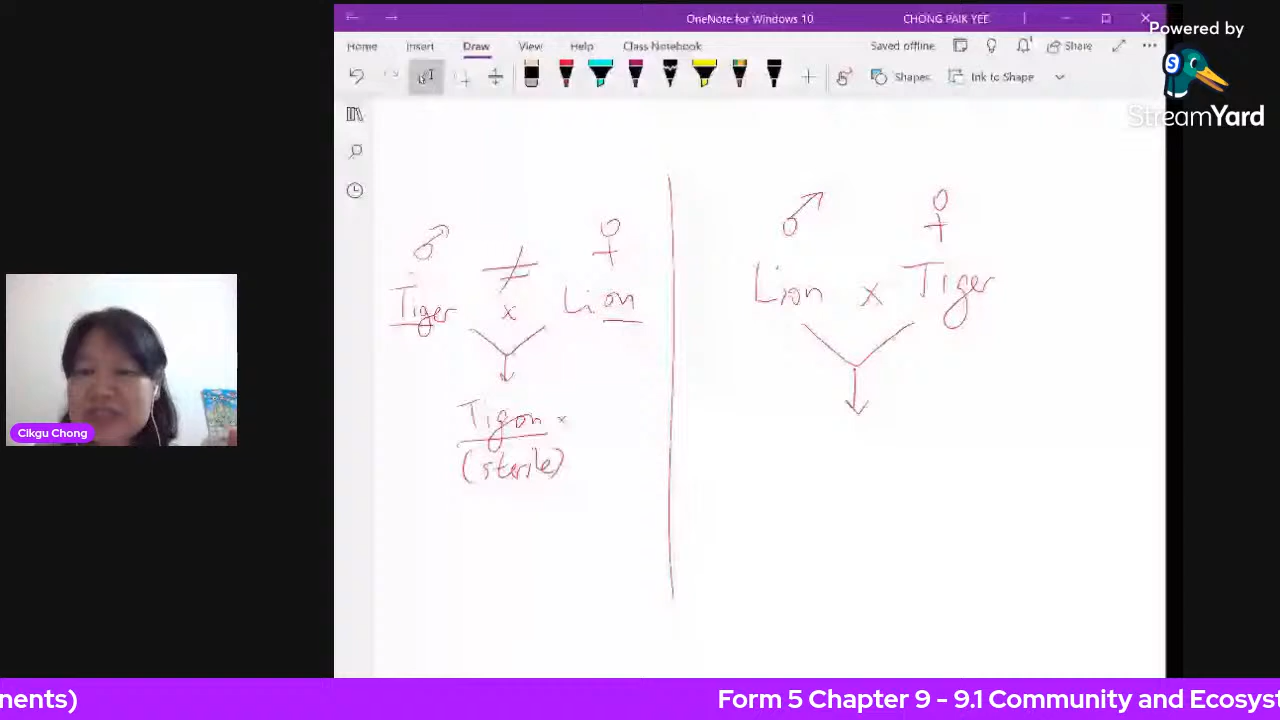 OneNote for Windows 10
CHONG PAIK YEE
Home
Insert
Draw
View
Help
Class Notebook
Saved offline
Share
Shapes
Ink to Shape
Powered by
StreamYard
♂
♀
Tiger
≠
x
Lion
Tigon x
(sterile)
♂
♀
Lion x Tiger
Cikgu Chong
nents)
Form 5 Chapter 9 - 9.1 Community and Ecosyst